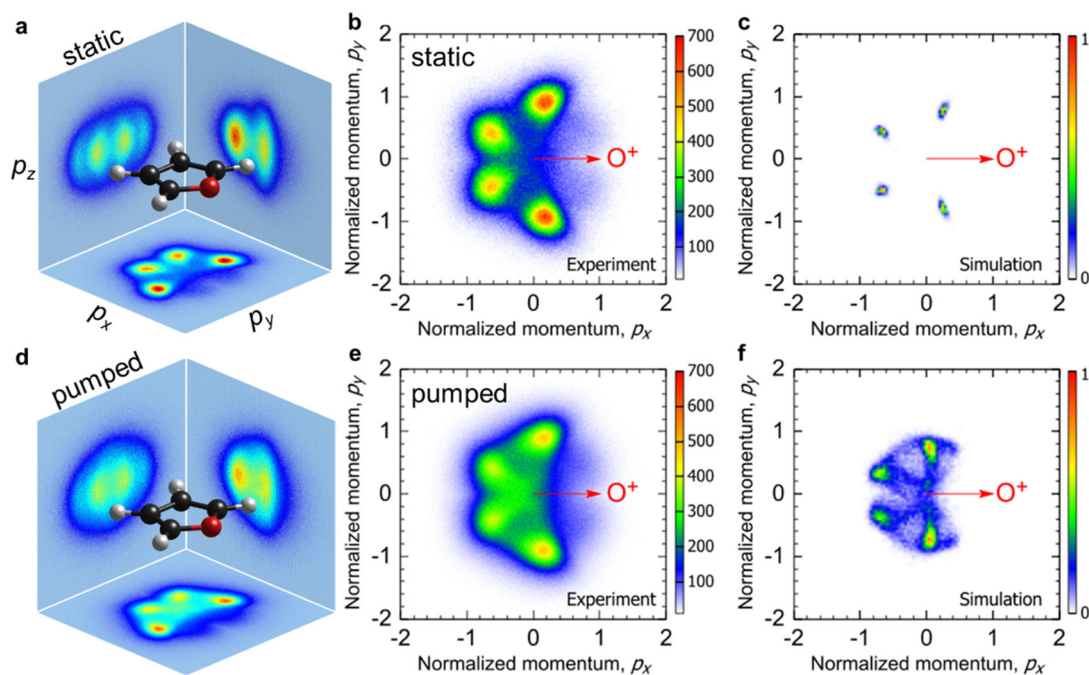 a
static
p_z
p_x
p_y
b
static
O⁺
Experiment
Normalized momentum, p_y
2
1
0
-1
-2
-2 -1 0 1 2
Normalized momentum, p_x
700
600
500
400
300
200
100
c
O⁺
Simulation
Normalized momentum, p_y
2
1
0
-1
-2
-2 -1 0 1 2
Normalized momentum, p_x
1
0
d
pumped
e
pumped
O⁺
Experiment
Normalized momentum, p_y
2
1
0
-1
-2
-2 -1 0 1 2
Normalized momentum, p_x
700
600
500
400
300
200
100
f
O⁺
Simulation
Normalized momentum, p_y
2
1
0
-1
-2
-2 -1 0 1 2
Normalized momentum, p_x
1
0